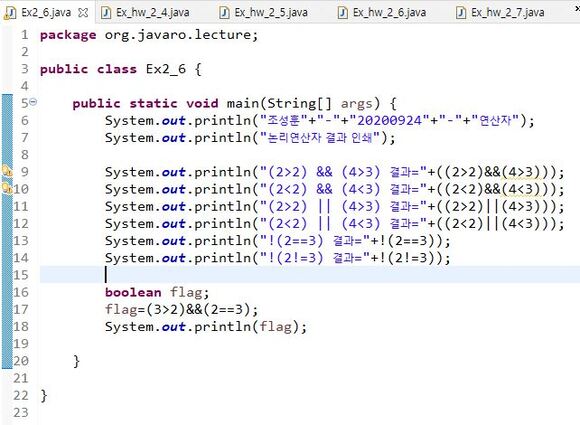 Ex2_6.java Ex_hw_2_4.java Ex_hw_2_5.java Ex_hw_2_6.java Ex_hw_2_7.java
1 package org.javaro.lecture;
2
3 public class Ex2_6 {
4
5 public static void main(String[] args) {
6 System.out.println("조성훈"+"-"+"20200924"+"-"+"연산자");
7 System.out.println("논리연산자 결과 인쇄");
8
9 System.out.println("(2>2) && (4>3) 결과="+((2>2)&&(4>3)));
10 System.out.println("(2<2) && (4<3) 결과="+((2<2)&&(4<3)));
11 System.out.println("(2>2) || (4>3) 결과="+((2>2)||(4>3)));
12 System.out.println("(2<2) || (4<3) 결과="+((2<2)||(4<3)));
13 System.out.println("!(2==3) 결과="+!(2==3));
14 System.out.println("!(2!=3) 결과="+!(2!=3));
15
16 boolean flag;
17 flag=(3>2)&&(2==3);
18 System.out.println(flag);
19
20 }
21
22 }
23